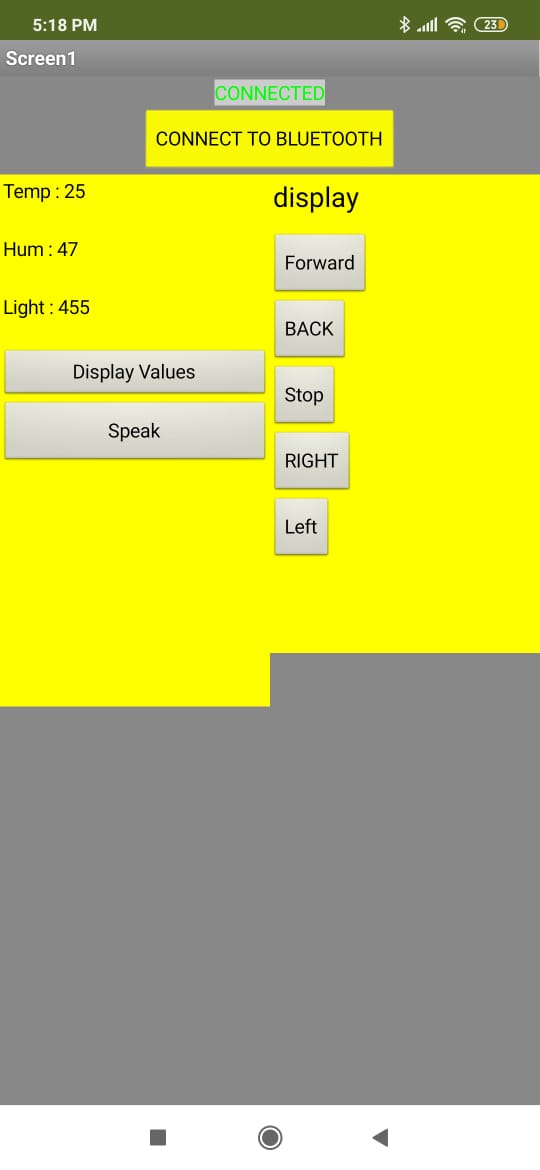 5:18 PM
23
Screen1
CONNECTED
CONNECT TO BLUETOOTH
Temp : 25
Hum : 47
Light : 455
Display Values
Speak
display
Forward
BACK
Stop
RIGHT
Left